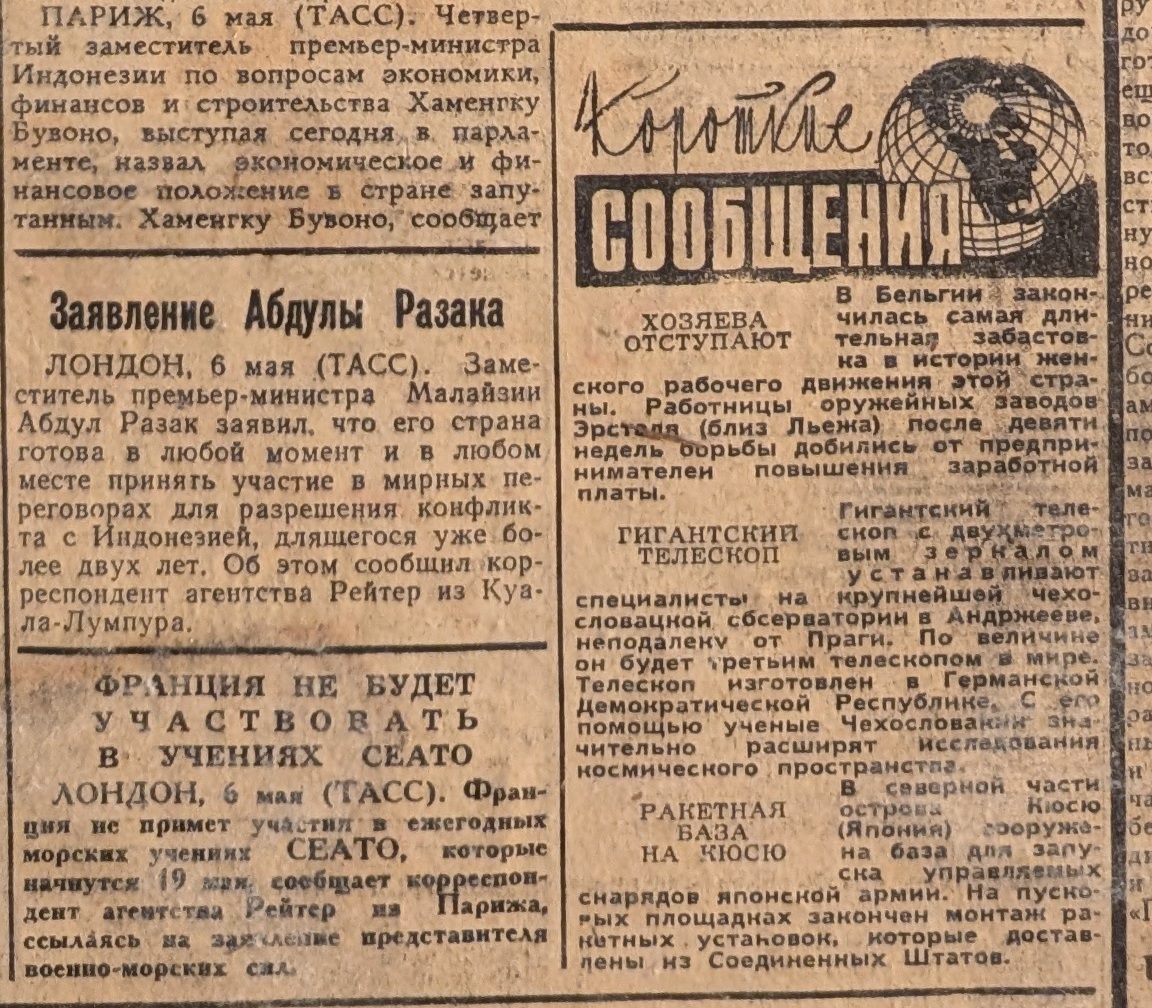 ПАРИЖ, 6 мая (ТАСС). Четвер-
тый заместитель премьер-министра
Индонезии по вопросам экономики,
финансов и строительства Хаменгку
Бувоно, выступая сегодня в парла-
менте, назвал экономическое и фи-
нансовое положение в стране запу-
танным. Хаменгку Бувоно, сообщает
Заявление Абдулы Разака
ЛОНДОН, 6 мая (ТАСС). Заме-
ститель премьер-министра Малайзии
Абдул Разак заявил, что его страна
готова в любой момент и в любом
месте принять участие в мирных пе-
реговорах для разрешения конфлик-
та с Индонезией, длящегося уже бо-
лее двух лет. Об этом сообщил кор-
респондент агентства Рейтер из Куа-
ла-Лумпура.
ФРАНЦИЯ НЕ БУДЕТ
УЧАСТВОВАТЬ
В УЧЕНИЯХ СЕАТО
ЛОНДОН, 6 мая (ТАСС). Фран-
ция не примет участия в ежегодных
морских учениях СЕАТО, которые
начнутся 19 мая, сообщает корреспон-
дент агентства Рейтер из Парижа,
ссылаясь на заявление представителя
военно-морских сил.
Короткие
СООБЩЕНИЯ
ХОЗЯЕВА
ОТСТУПАЮТ
В Бельгии закон-
чилась самая дли-
тельная забастов-
ка в истории жен-
ского рабочего движения этой стра-
ны. Работницы оружейных заводов
Эрсталя (близ Льежа) после девяти
недель борьбы добились от предпри-
нимателей повышения заработной
платы.
ГИГАНТСКИЙ
ТЕЛЕСКОП
Гигантский теле-
скоп с двухметро-
вым зеркалом
устанавливают
специалисты на крупнейшей чехо-
словацкой обсерватории в Андржееве,
неподалеку от Праги. По величине
он будет третьим телескопом в мире.
Телескоп изготовлен в Германской
Демократической Республике. С его
помощью ученые Чехословакии зна-
чительно расширят исследования
космического пространства.
РАКЕТНАЯ
БАЗА
НА КЮСЮ
В северной части
острова Кюсю
(Япония) сооруже-
на база для запу-
ска управляемых
снарядов японской армии. На пуско-
вых площадках закончен монтаж ра-
кетных установок, которые достав-
лены из Соединенных Штатов.